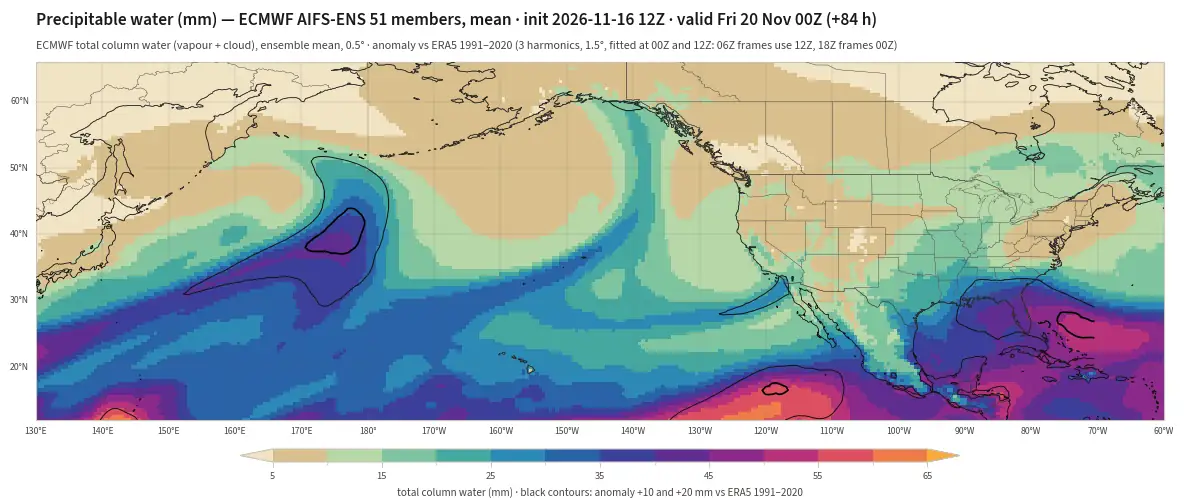 Precipitable water (mm) — ECMWF AIFS-ENS 51 members, mean · init 2026-11-16 12Z · valid Fri 20 Nov 00Z (+84 h)
ECMWF total column water (vapour + cloud), ensemble mean, 0.5° · anomaly vs ERA5 1991–2020 (3 harmonics, 1.5°, fitted at 00Z and 12Z: 06Z frames use 12Z, 18Z frames 00Z)
60°N
50°N
40°N
30°N
20°N
130°E 140°E 150°E 160°E 170°E 180° 170°W 160°W 150°W 140°W 130°W 120°W 110°W 100°W 90°W 80°W 70°W 60°W
5 15 25 35 45 55 65
total column water (mm) · black contours: anomaly +10 and +20 mm vs ERA5 1991–2020